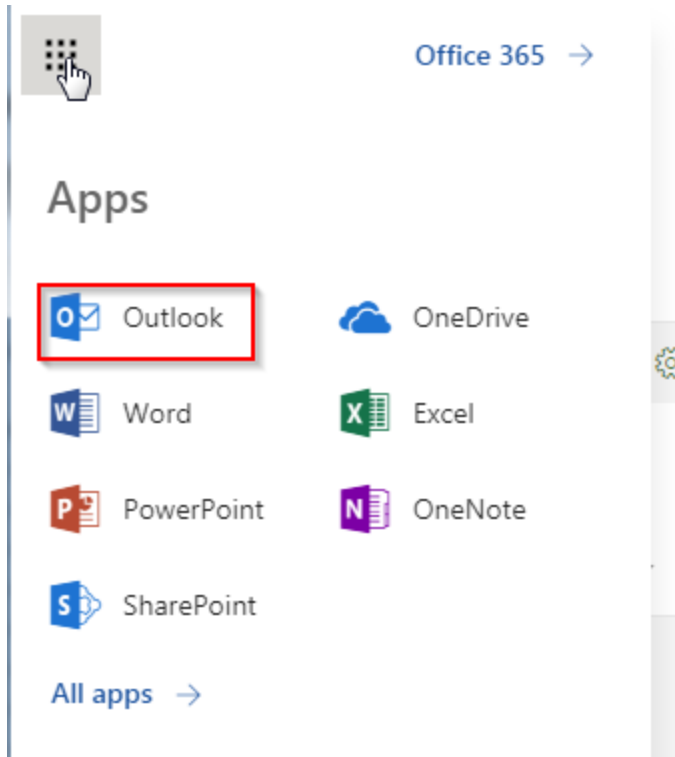 Office 365 →
Apps
Outlook OneDrive
Word Excel
PowerPoint OneNote
SharePoint
All apps →